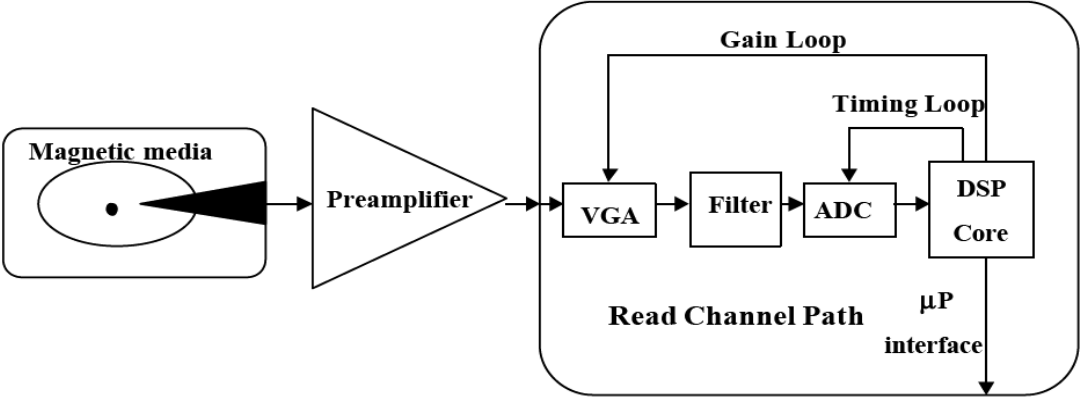 Gain Loop
Timing Loop
Magnetic media
Preamplifier
VGA
Filter
ADC
DSP
Core
Read Channel Path
μP
interface